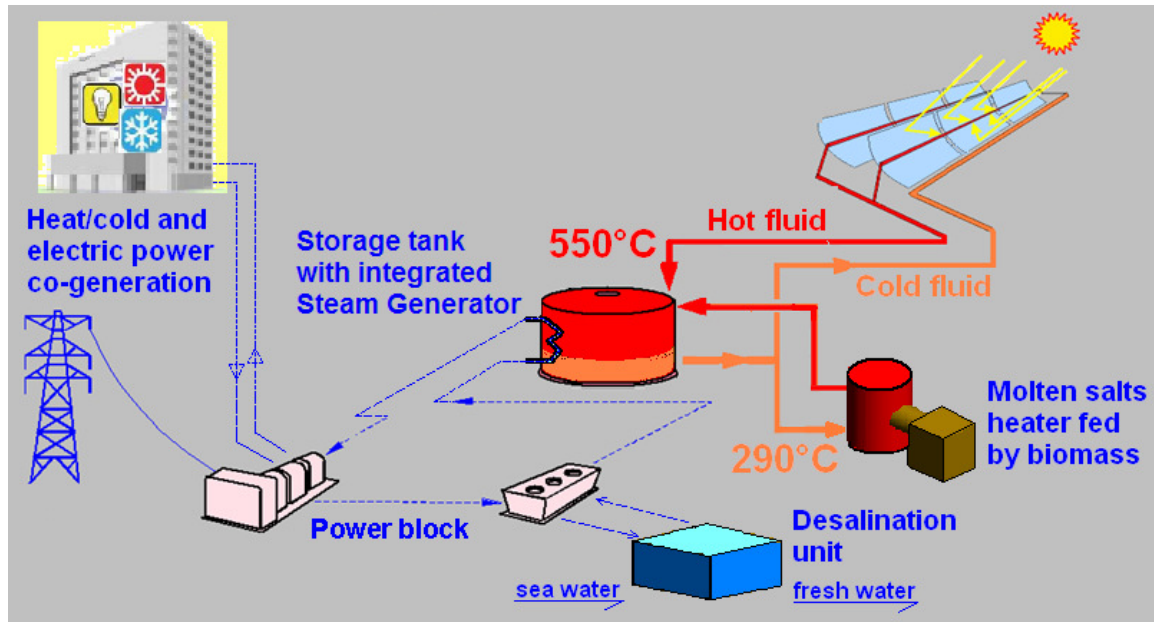 Heat/cold and
electric power
co-generation
Storage tank
with integrated
Steam Generator
Hot fluid
550°C
Cold fluid
290°C
Molten salts
heater fed
by biomass
Power block
Desalination
unit
sea water
fresh water